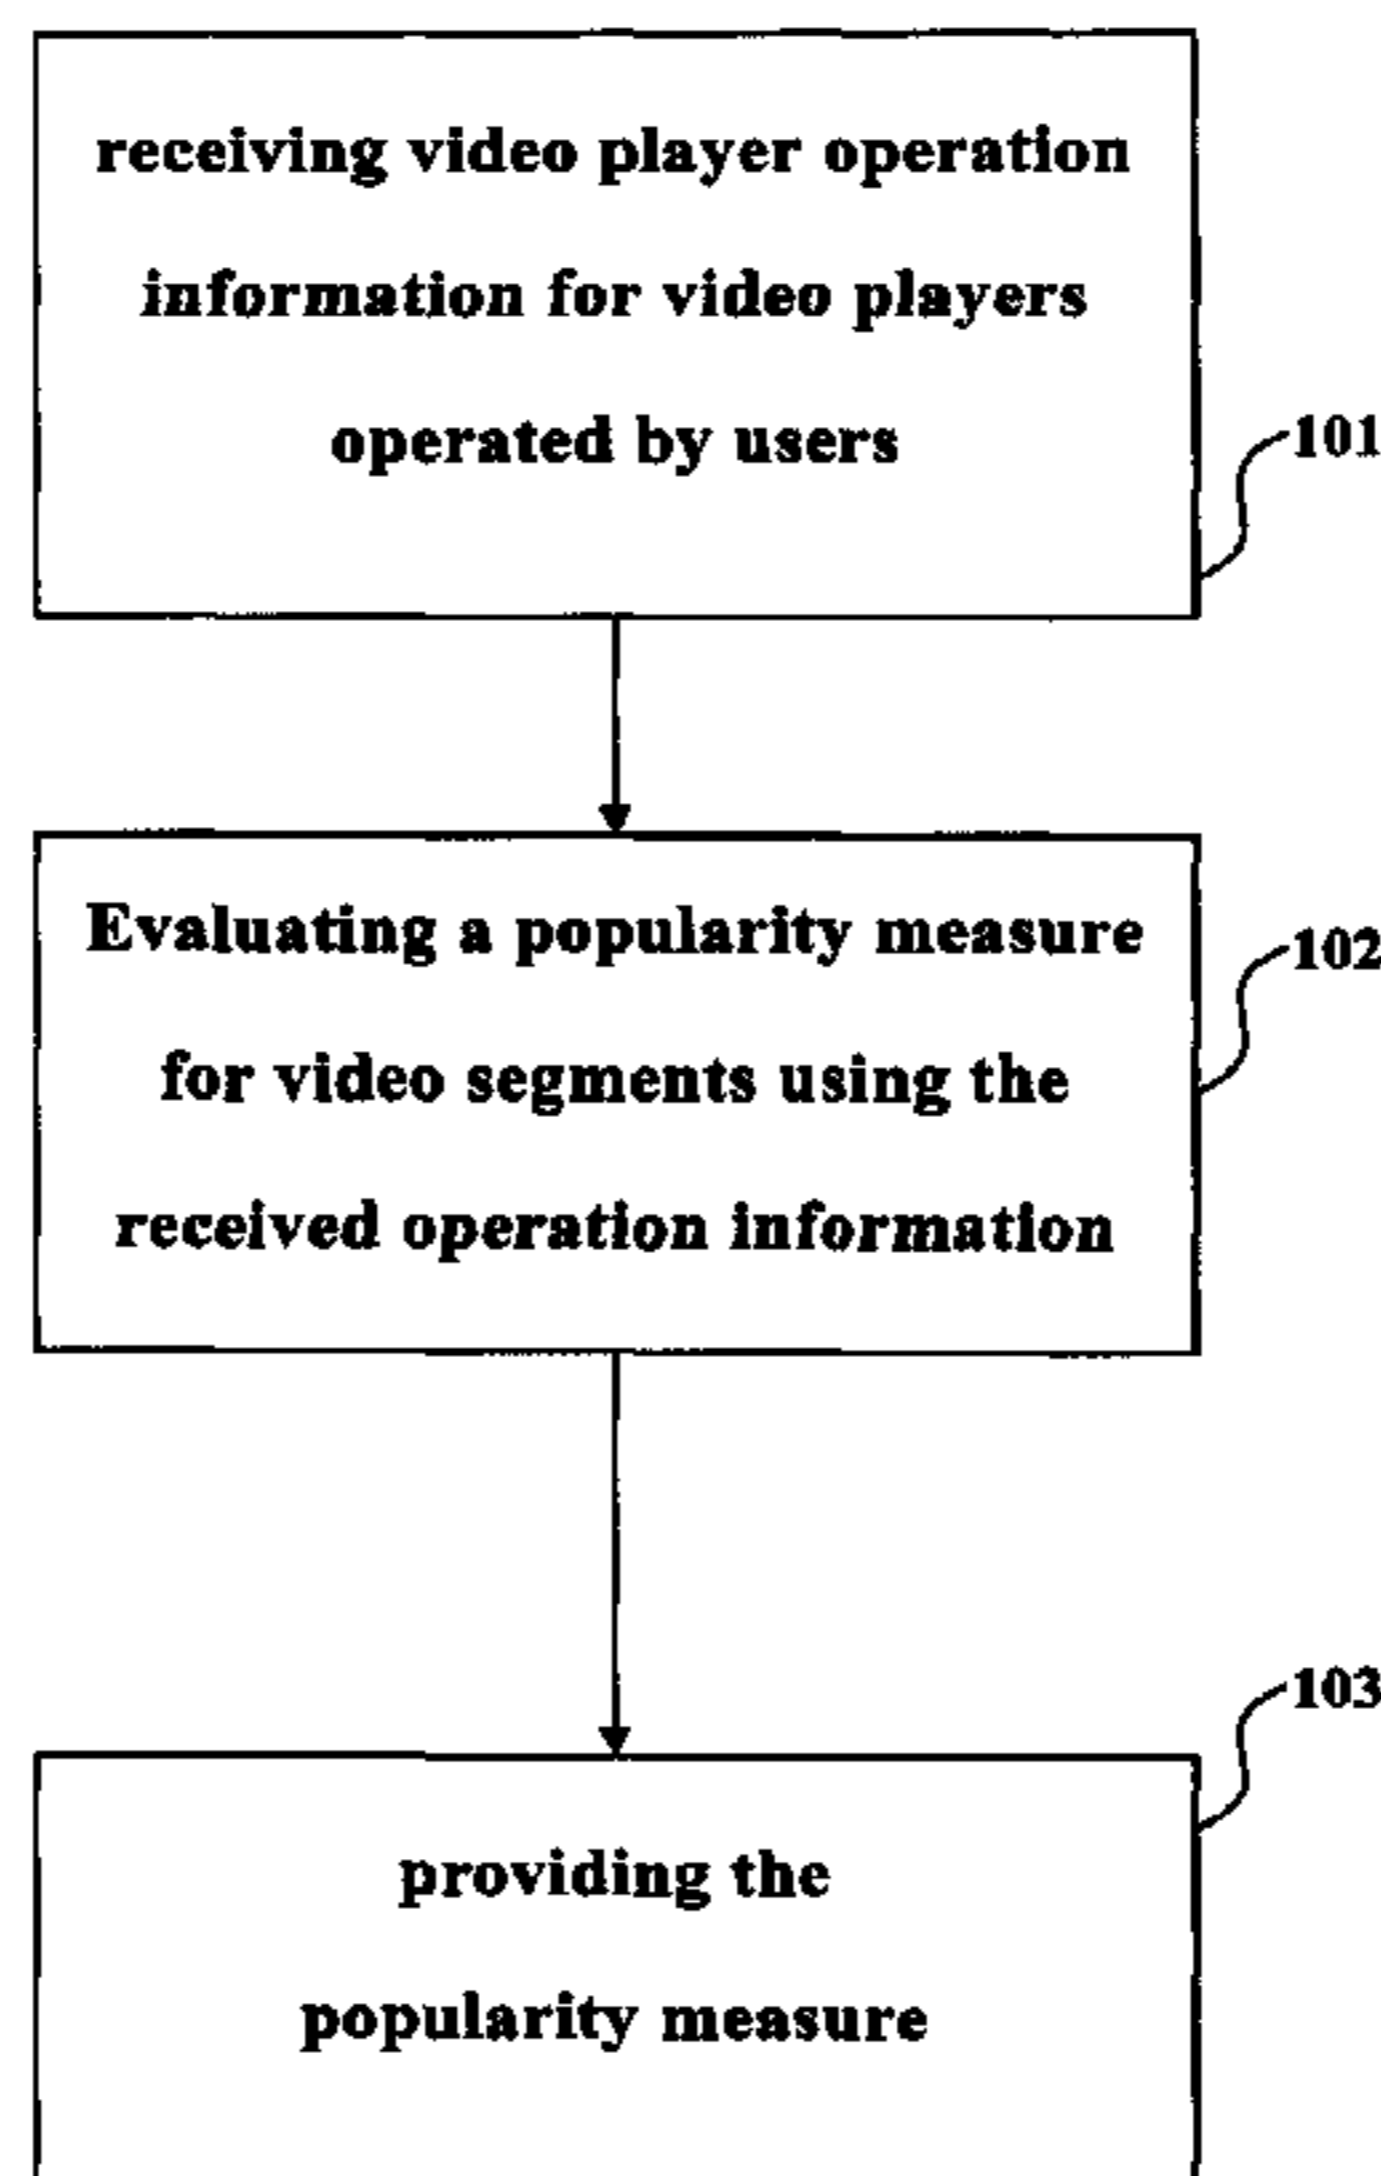 receiving video player operation
information for video players
operated by users
101
Evaluating a popularity measure
for video segments using the
received operation information
102
103
providing the
popularity measure